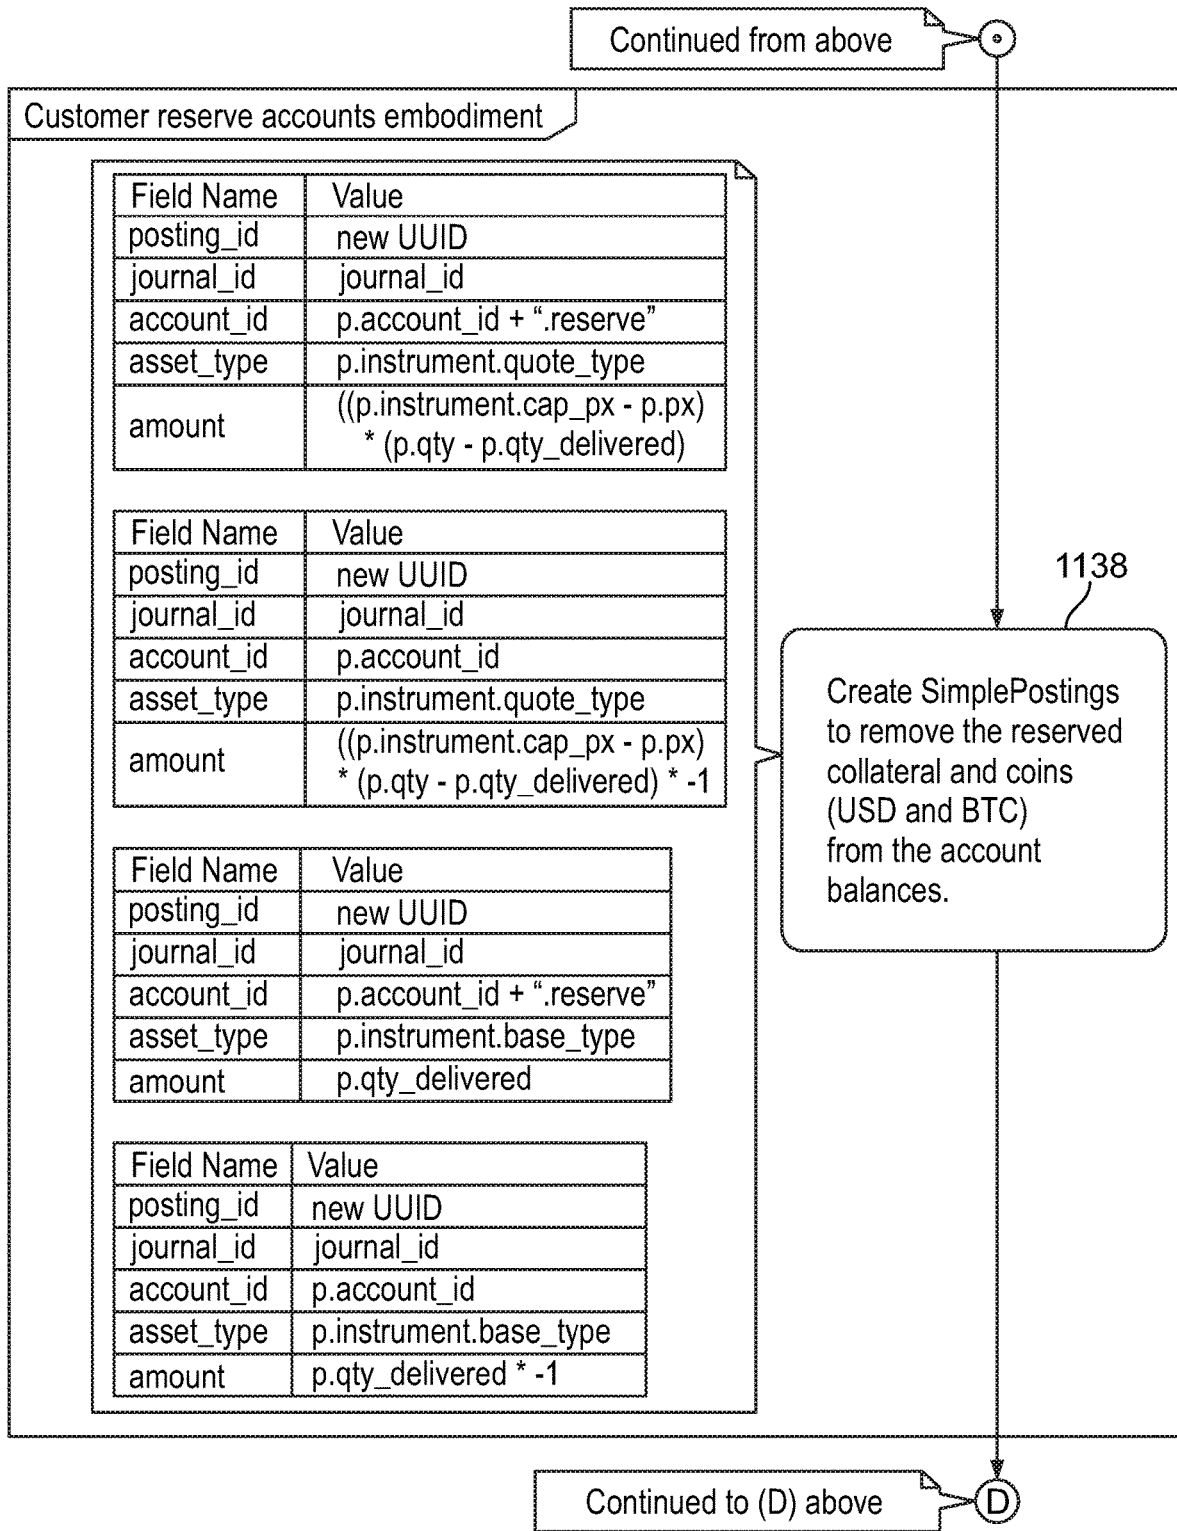 Continued from above
Customer reserve accounts embodiment
Field Name Value
posting_id new UUID
journal_id journal_id
account_id p.account_id + “.reserve”
asset_type p.instrument.quote_type
amount ((p.instrument.cap_px - p.px)
* (p.qty - p.qty_delivered)
Field Name Value
posting_id new UUID
journal_id journal_id
account_id p.account_id
asset_type p.instrument.quote_type
amount ((p.instrument.cap_px - p.px)
* (p.qty - p.qty_delivered) * -1
Field Name Value
posting_id new UUID
journal_id journal_id
account_id p.account_id + “.reserve”
asset_type p.instrument.base_type
amount p.qty_delivered
Field Name Value
posting_id new UUID
journal_id journal_id
account_id p.account_id
asset_type p.instrument.base_type
amount p.qty_delivered * -1
1138
Create SimplePostings
to remove the reserved
collateral and coins
(USD and BTC)
from the account
balances.
Continued to (D) above
D